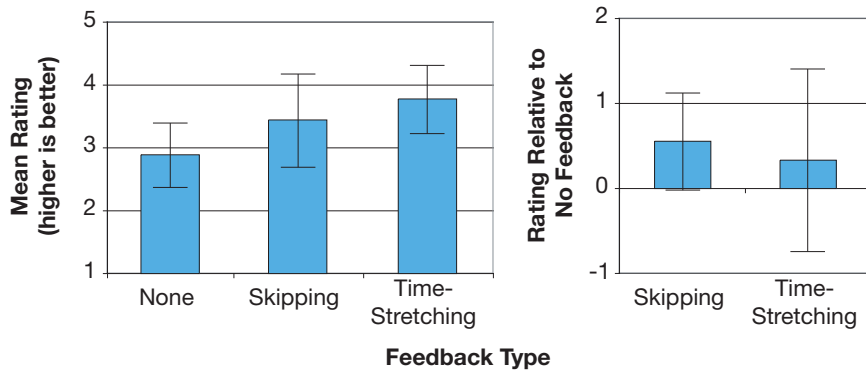 Mean Rating
(higher is better)
5
4
3
2
1
None
Skipping
Time-
Stretching
Rating Relative to
No Feedback
2
1
0
-1
Skipping
Time-
Stretching
Feedback Type